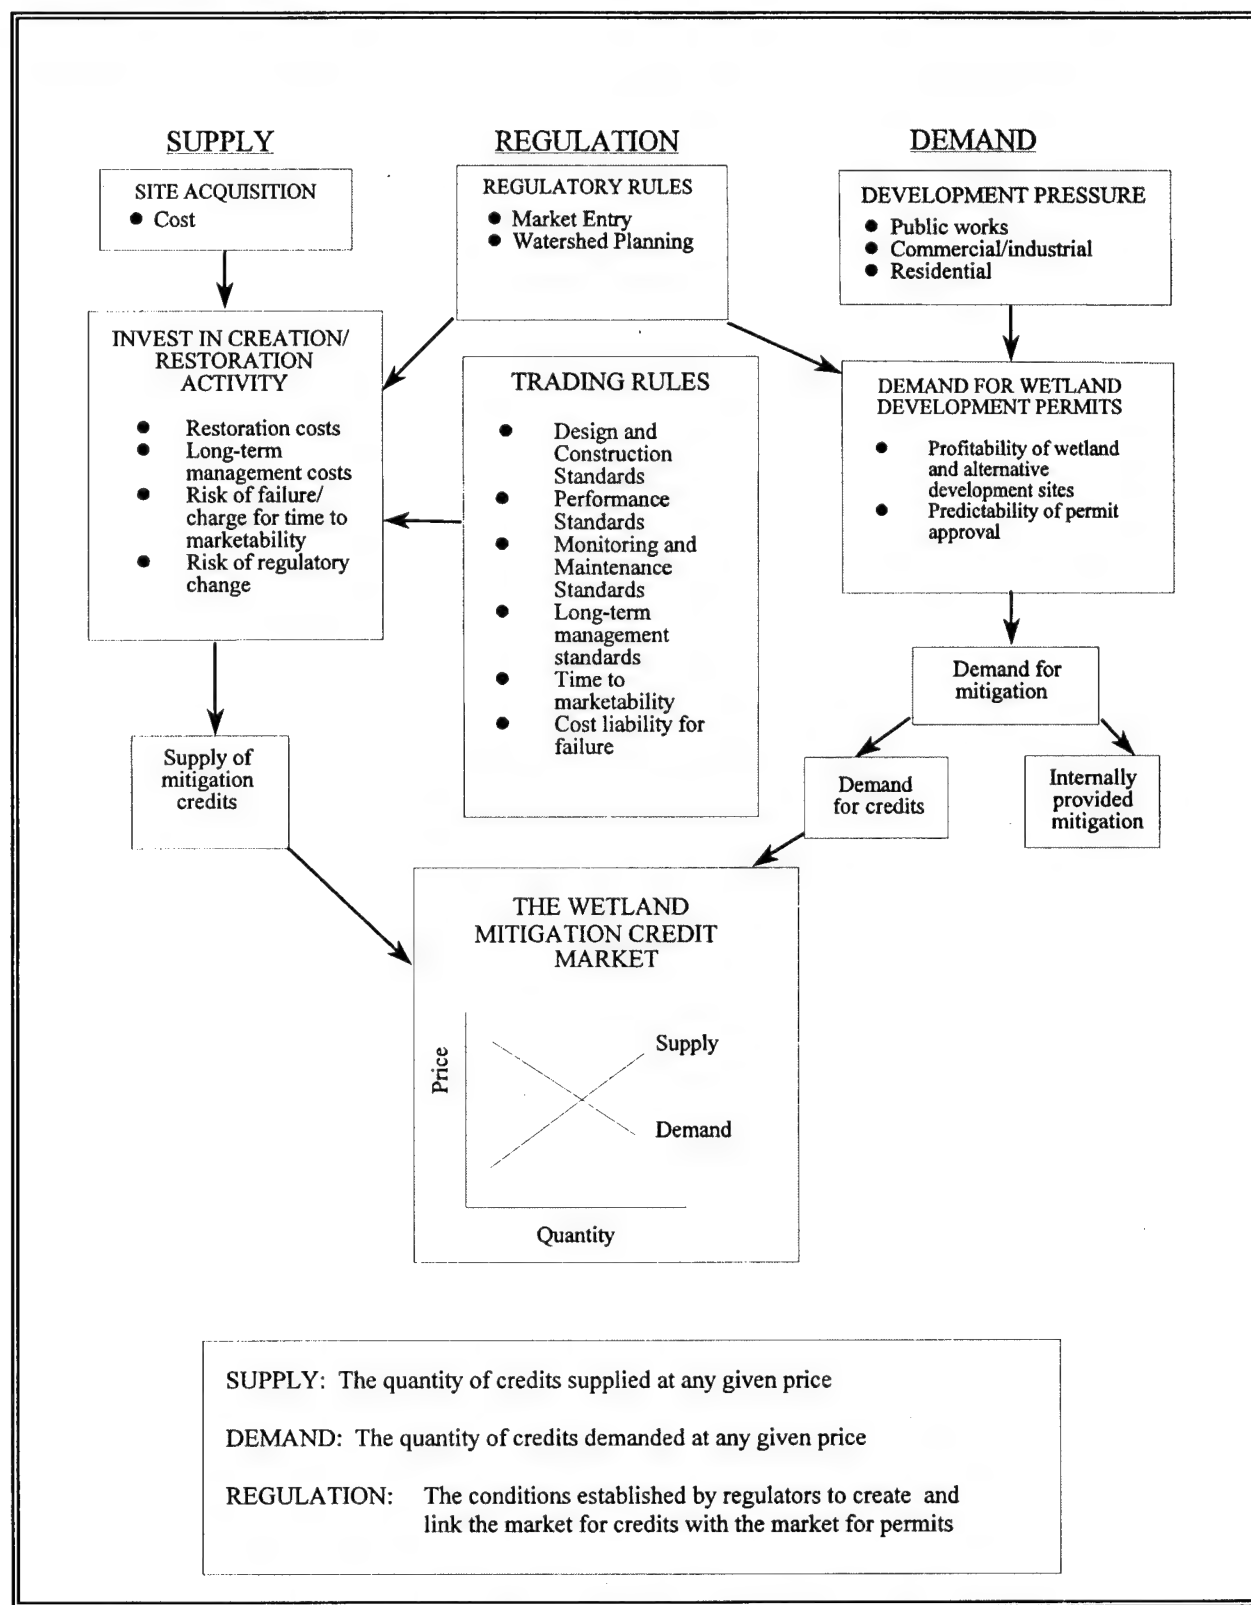 SUPPLY
SITE ACQUISITION
● Cost
INVEST IN CREATION/
RESTORATION
ACTIVITY
● Restoration costs
● Long-term
management costs
● Risk of failure/
charge for time to
marketability
● Risk of regulatory
change
Supply of
mitigation
credits
REGULATION
REGULATORY RULES
● Market Entry
● Watershed Planning
TRADING RULES
● Design and
Construction
Standards
● Performance
Standards
● Monitoring and
Maintenance
Standards
● Long-term
management
standards
● Time to
marketability
● Cost liability for
failure
DEMAND
DEVELOPMENT PRESSURE
● Public works
● Commercial/industrial
● Residential
DEMAND FOR WETLAND
DEVELOPMENT PERMITS
● Profitability of wetland
and alternative
development sites
● Predictability of permit
approval
Demand for
mitigation
Demand
for credits
Internally
provided
mitigation
THE WETLAND
MITIGATION CREDIT
MARKET
Price
Supply
Demand
Quantity
SUPPLY: The quantity of credits supplied at any given price
DEMAND: The quantity of credits demanded at any given price
REGULATION: The conditions established by regulators to create and
link the market for credits with the market for permits